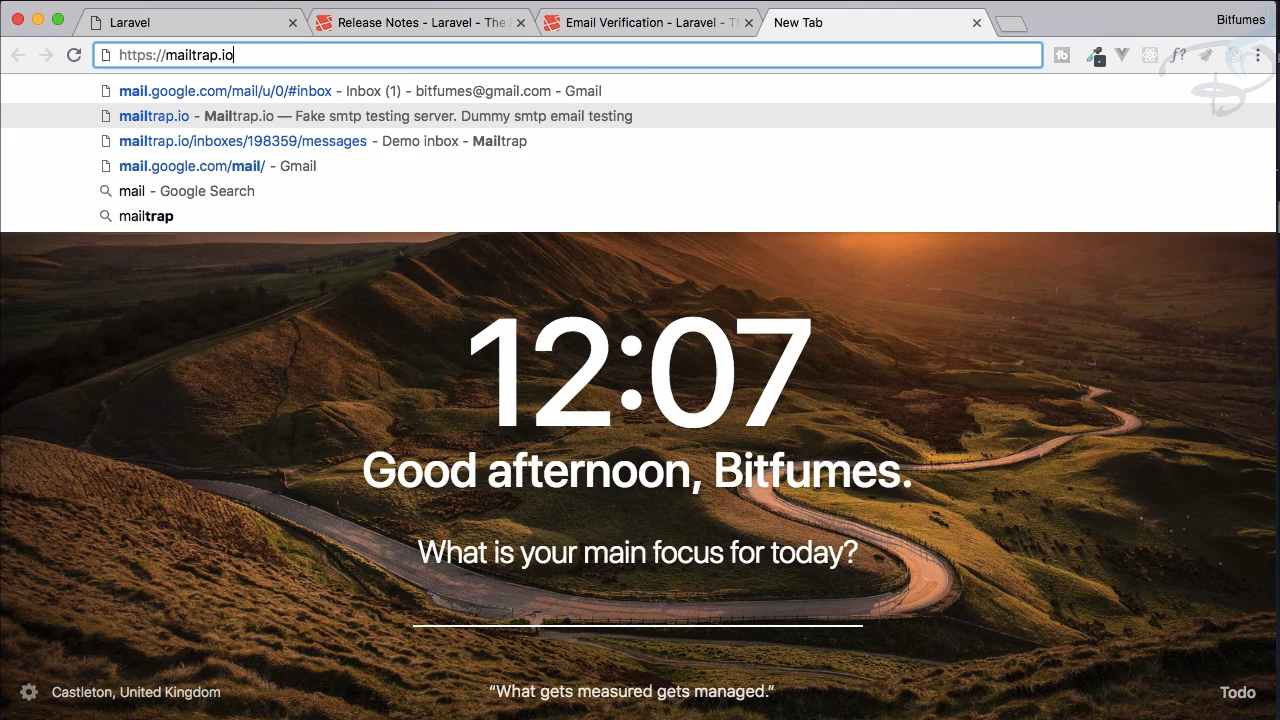 Laravel
Release Notes - Laravel - The
Email Verification - Laravel - T
New Tab
Bitfumes
https://mailtrap.io
mail.google.com/mail/u/0/#inbox - Inbox (1) - bitfumes@gmail.com - Gmail
mailtrap.io - Mailtrap.io — Fake smtp testing server. Dummy smtp email testing
mailtrap.io/inboxes/198359/messages - Demo inbox - Mailtrap
mail.google.com/mail/ - Gmail
mail - Google Search
mailtrap
12:07
Good afternoon, Bitfumes.
What is your main focus for today?
Castleton, United Kingdom
“What gets measured gets managed.”
Todo